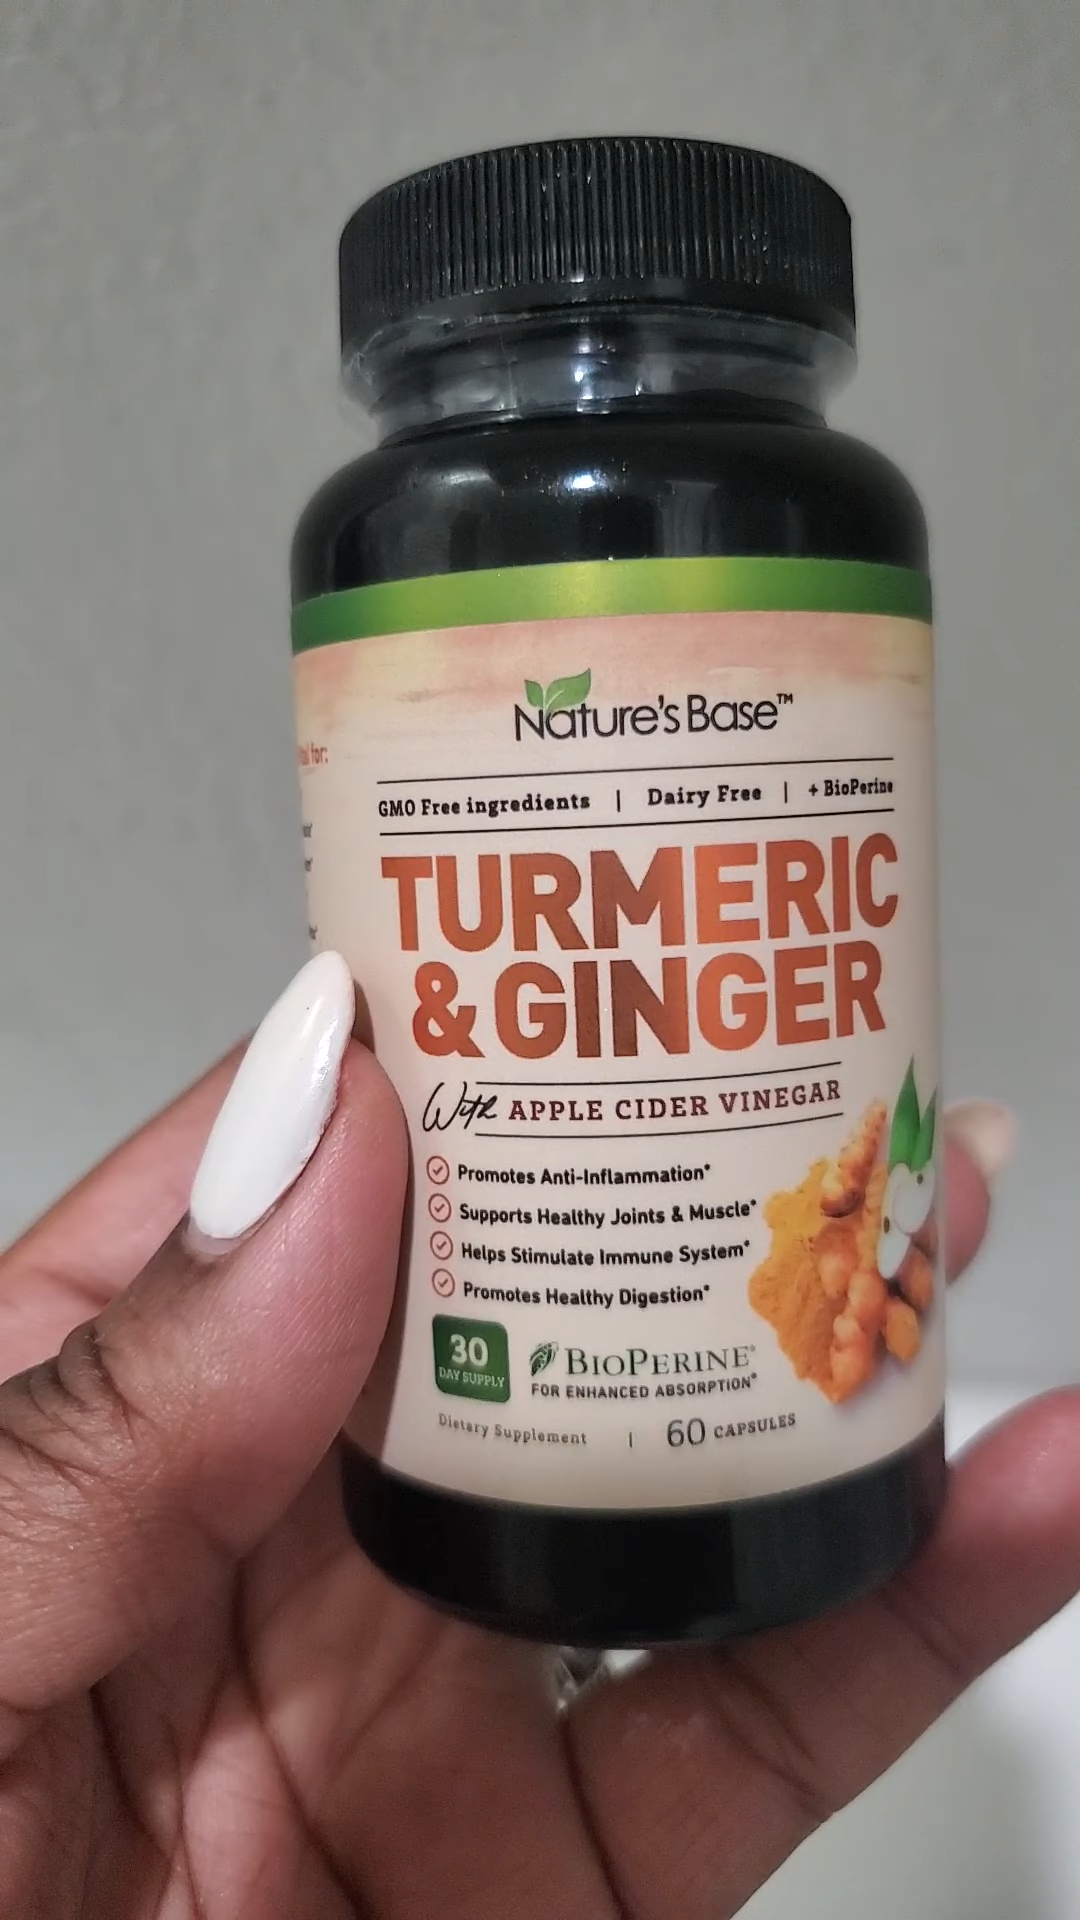 Nature's Base™
GMO Free ingredients | Dairy Free | + BioPerine
TURMERIC
& GINGER
With APPLE CIDER VINEGAR
Promotes Anti-Inflammation*
Supports Healthy Joints & Muscle*
Helps Stimulate Immune System*
Promotes Healthy Digestion*
30
DAY SUPPLY
BIOPERINE®
FOR ENHANCED ABSORPTION*
Dietary Supplement | 60 CAPSULES
for: